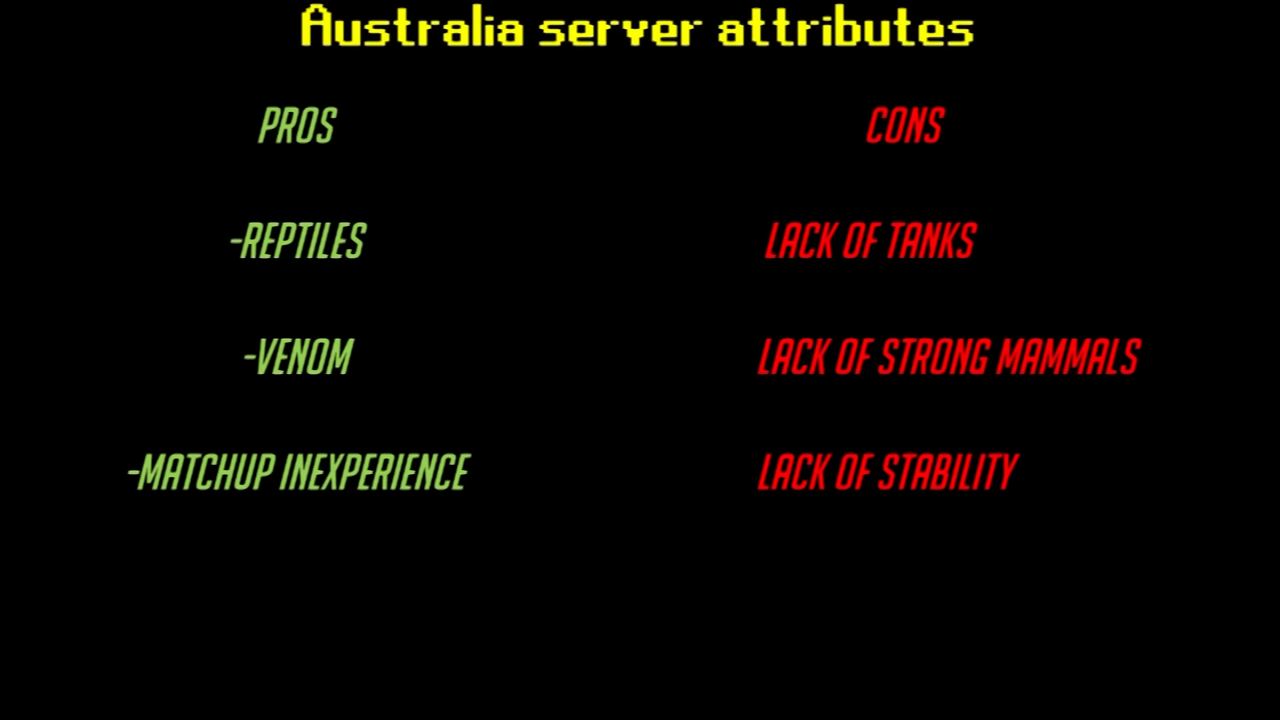 Australia server attributes
PROS
CONS
-REPTILES
LACK OF TANKS
-VENOM
LACK OF STRONG MAMMALS
-MATCHUP INEXPERIENCE
LACK OF STABILITY